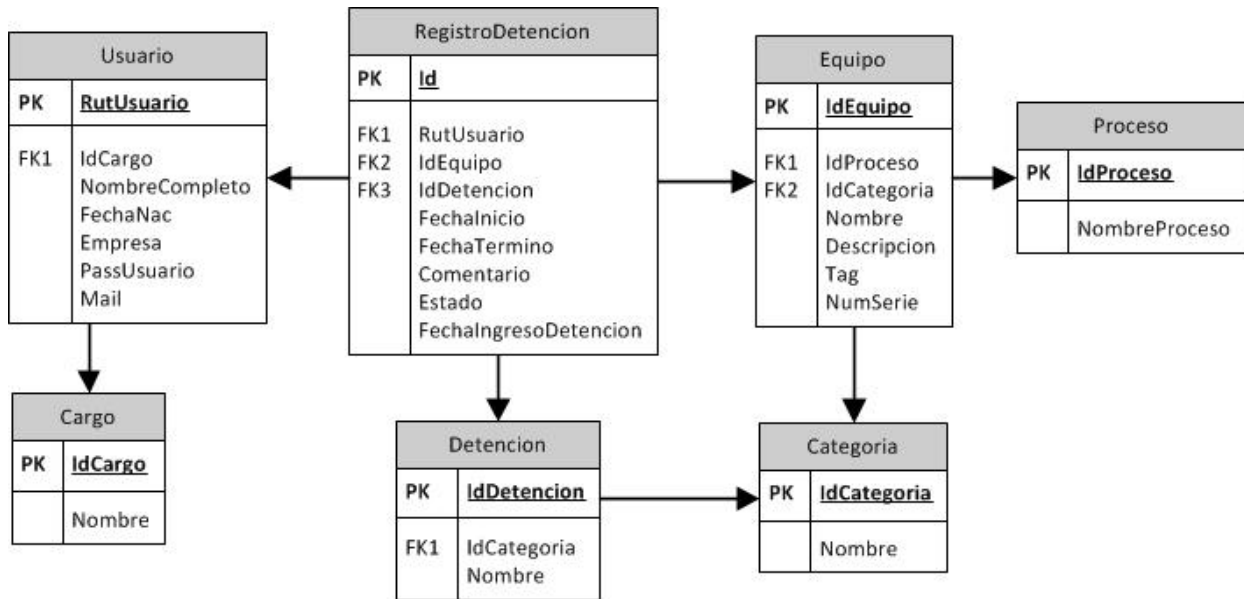 Usuario
PK RutUsuario
FK1 IdCargo
NombreCompleto
FechaNac
Empresa
PassUsuario
Mail
RegistroDetencion
PK Id
FK1 RutUsuario
FK2 IdEquipo
FK3 IdDetencion
FechaInicio
FechaTermino
Comentario
Estado
FechaIngresoDetencion
Equipo
PK IdEquipo
FK1 IdProceso
FK2 IdCategoria
Nombre
Descripcion
Tag
NumSerie
Proceso
PK IdProceso
NombreProceso
Cargo
PK IdCargo
Nombre
Detencion
PK IdDetencion
FK1 IdCategoria
Nombre
Categoria
PK IdCategoria
Nombre